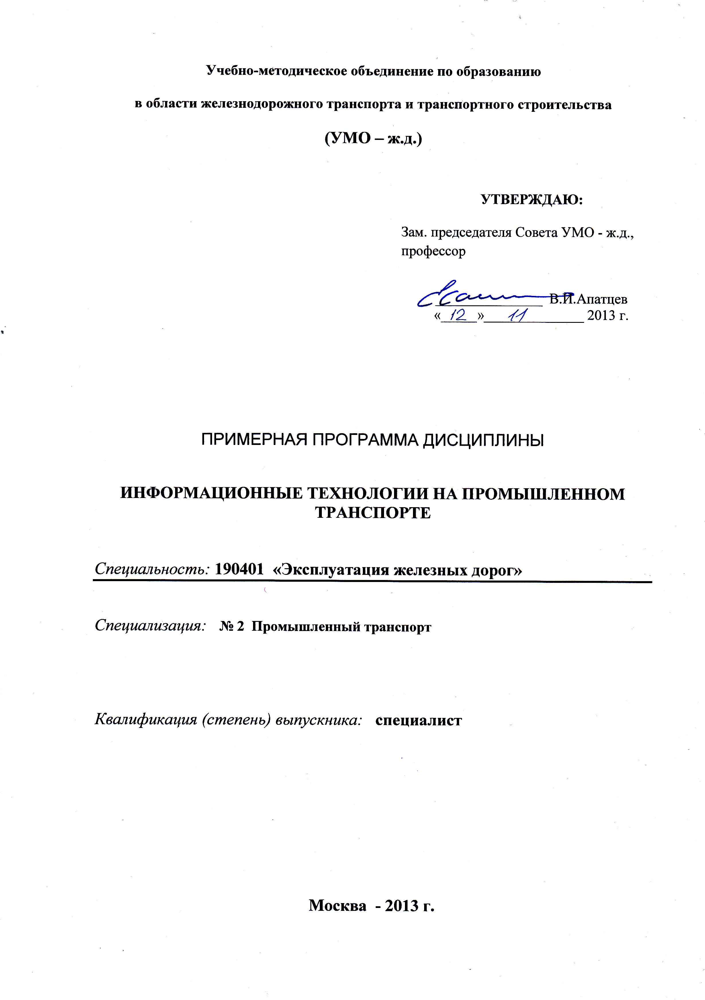 Учебно-методическое объединение по образованию
в области железнодорожного транспорта и транспортного строительства
(УМО – ж.д.)
УТВЕРЖДАЮ:
Зам. председателя Совета УМО - ж.д.,
профессор
В.И.Апатцев
«12» 11 2013 г.
ПРИМЕРНАЯ ПРОГРАММА ДИСЦИПЛИНЫ
ИНФОРМАЦИОННЫЕ ТЕХНОЛОГИИ НА ПРОМЫШЛЕННОМ
ТРАНСПОРТЕ
Специальность: 190401 «Эксплуатация железных дорог»
Специализация: № 2 Промышленный транспорт
Квалификация (степень) выпускника: специалист
Москва - 2013 г.